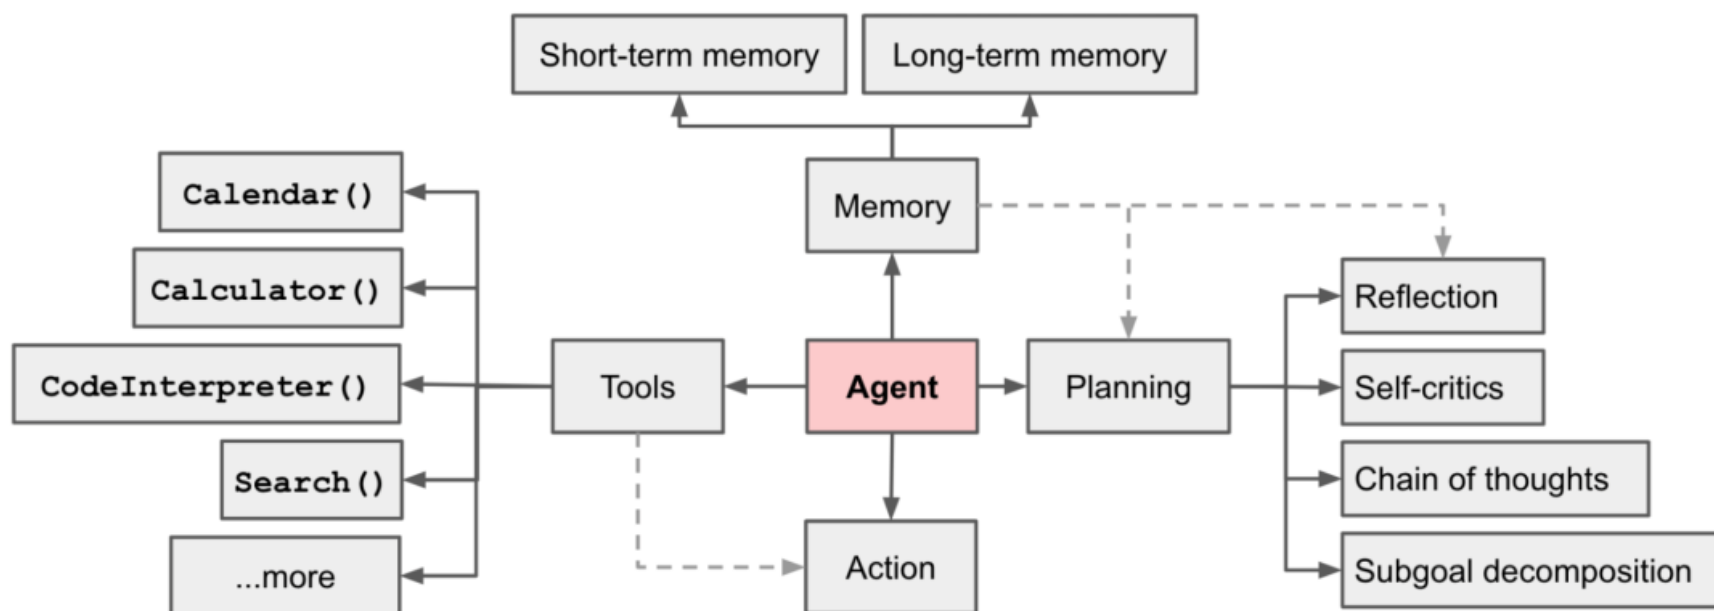 Short-term memory
Long-term memory
Calendar()
Memory
Calculator()
Reflection
CodeInterpreter()
Tools
Agent
Planning
Self-critics
Search()
Chain of thoughts
...more
Action
Subgoal decomposition